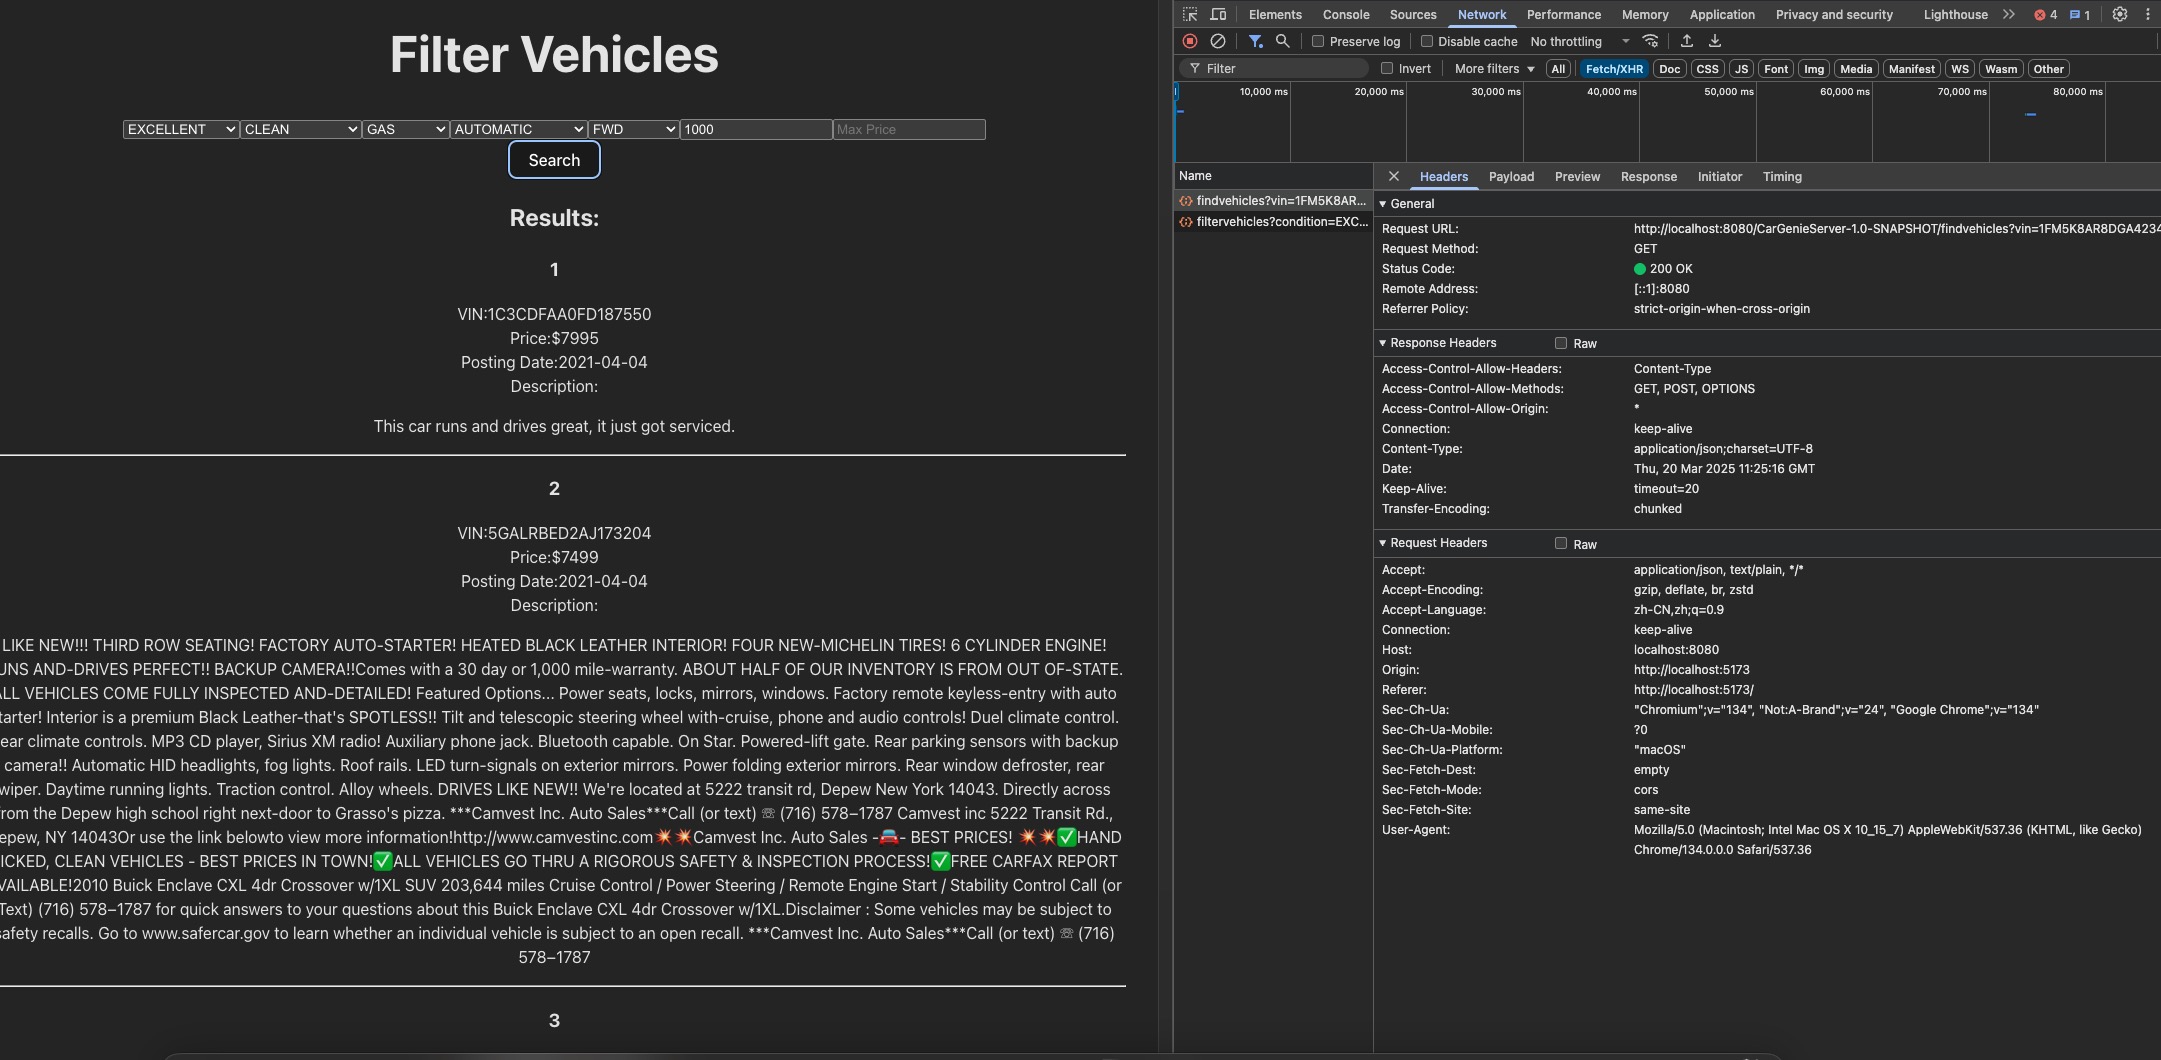 Filter Vehicles
EXCELLENT CLEAN GAS AUTOMATIC FWD 1000 Max Price
Search
Results:
1
VIN:1C3CDFAA0FD187550
Price:$7995
Posting Date:2021-04-04
Description:
This car runs and drives great, it just got serviced.
2
VIN:5GALRBED2AJ173204
Price:$7499
Posting Date:2021-04-04
Description:
LIKE NEW!!! THIRD ROW SEATING! FACTORY AUTO-STARTER! HEATED BLACK LEATHER INTERIOR! FOUR NEW-MICHELIN TIRES! 6 CYLINDER ENGINE!
UNS AND-DRIVES PERFECT!! BACKUP CAMERA!!Comes with a 30 day or 1,000 mile-warranty. ABOUT HALF OF OUR INVENTORY IS FROM OUT OF-STATE.
ALL VEHICLES COME FULLY INSPECTED AND-DETAILED! Featured Options... Power seats, locks, mirrors, windows. Factory remote keyless-entry with auto
tarter! Interior is a premium Black Leather-that's SPOTLESS!! Tilt and telescopic steering wheel with-cruise, phone and audio controls! Duel climate control.
ear climate controls. MP3 CD player, Sirius XM radio! Auxiliary phone jack. Bluetooth capable. On Star. Powered-lift gate. Rear parking sensors with backup
camera!! Automatic HID headlights, fog lights. Roof rails. LED turn-signals on exterior mirrors. Power folding exterior mirrors. Rear window defroster, rear
wiper. Daytime running lights. Traction control. Alloy wheels. DRIVES LIKE NEW!! We're located at 5222 transit rd, Depew New York 14043. Directly across
rom the Depew high school right next-door to Grasso's pizza. ***Camvest Inc. Auto Sales***Call (or text) ☏ (716) 578–1787 Camvest inc 5222 Transit Rd.,
epew, NY 14043Or use the link belowto view more information!http://www.camvestinc.com💥💥Camvest Inc. Auto Sales -🚘- BEST PRICES! 💥💥✅HAND
ICKED, CLEAN VEHICLES - BEST PRICES IN TOWN!✅ALL VEHICLES GO THRU A RIGOROUS SAFETY & INSPECTION PROCESS!✅FREE CARFAX REPORT
VAILABLE!2010 Buick Enclave CXL 4dr Crossover w/1XL SUV 203,644 miles Cruise Control / Power Steering / Remote Engine Start / Stability Control Call (or
Text) (716) 578–1787 for quick answers to your questions about this Buick Enclave CXL 4dr Crossover w/1XL.Disclaimer : Some vehicles may be subject to
safety recalls. Go to www.safercar.gov to learn whether an individual vehicle is subject to an open recall. ***Camvest Inc. Auto Sales***Call (or text) ☏ (716)
578–1787
3
Elements Console Sources Network Performance Memory Application Privacy and security Lighthouse 4 1
Preserve log Disable cache No throttling
Filter Invert More filters All Fetch/XHR Doc CSS JS Font Img Media Manifest WS Wasm Other
10,000 ms 20,000 ms 30,000 ms 40,000 ms 50,000 ms 60,000 ms 70,000 ms 80,000 ms
Name
findvehicles?vin=1FM5K8AR...
filtervehicles?condition=EXC...
Headers Payload Preview Response Initiator Timing
General
Request URL: http://localhost:8080/CarGenieServer-1.0-SNAPSHOT/findvehicles?vin=1FM5K8AR8DGA4234
Request Method: GET
Status Code: 200 OK
Remote Address: [::1]:8080
Referrer Policy: strict-origin-when-cross-origin
Response Headers Raw
Access-Control-Allow-Headers: Content-Type
Access-Control-Allow-Methods: GET, POST, OPTIONS
Access-Control-Allow-Origin: *
Connection: keep-alive
Content-Type: application/json;charset=UTF-8
Date: Thu, 20 Mar 2025 11:25:16 GMT
Keep-Alive: timeout=20
Transfer-Encoding: chunked
Request Headers Raw
Accept: application/json, text/plain, */*
Accept-Encoding: gzip, deflate, br, zstd
Accept-Language: zh-CN,zh;q=0.9
Connection: keep-alive
Host: localhost:8080
Origin: http://localhost:5173
Referer: http://localhost:5173/
Sec-Ch-Ua: "Chromium";v="134", "Not:A-Brand";v="24", "Google Chrome";v="134"
Sec-Ch-Ua-Mobile: ?0
Sec-Ch-Ua-Platform: "macOS"
Sec-Fetch-Dest: empty
Sec-Fetch-Mode: cors
Sec-Fetch-Site: same-site
User-Agent: Mozilla/5.0 (Macintosh; Intel Mac OS X 10_15_7) AppleWebKit/537.36 (KHTML, like Gecko)
Chrome/134.0.0.0 Safari/537.36